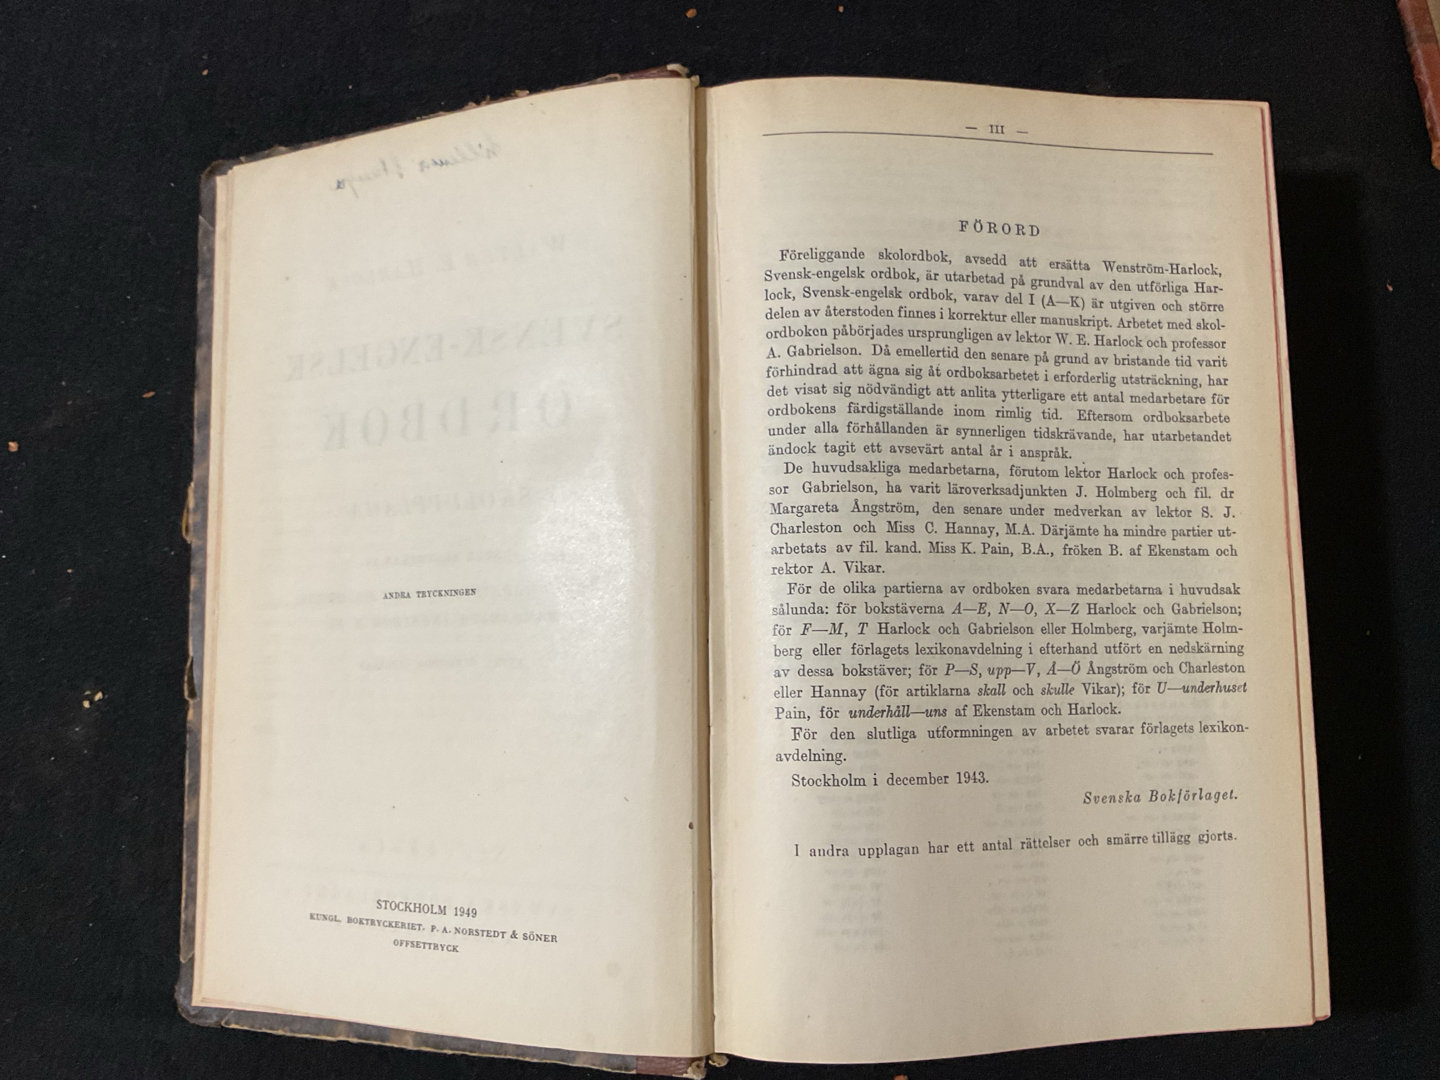 ANDRA TRYCKNINGEN
STOCKHOLM 1949
KUNGL. BOKTRYCKERIET. P. A. NORSTEDT & SÖNER
OFFSETTRYCK
— III —
FÖRORD
Föreliggande skolordbok, avsedd att ersätta Wenström-Harlock,
Svensk-engelsk ordbok, är utarbetad på grundval av den utförliga Har-
lock, Svensk-engelsk ordbok, varav del I (A—K) är utgiven och större
delen av återstoden finnes i korrektur eller manuskript. Arbetet med skol-
ordboken påbörjades ursprungligen av lektor W. E. Harlock och professor
A. Gabrielson. Då emellertid den senare på grund av bristande tid varit
förhindrad att ägna sig åt ordboksarbetet i erforderlig utsträckning, har
det visat sig nödvändigt att anlita ytterligare ett antal medarbetare för
ordbokens färdigställande inom rimlig tid. Eftersom ordboksarbete
under alla förhållanden är synnerligen tidskrävande, har utarbetandet
ändock tagit ett avsevärt antal år i anspråk.
De huvudsakliga medarbetarna, förutom lektor Harlock och profes-
sor Gabrielson, ha varit läroverksadjunkten J. Holmberg och fil. dr
Margareta Ångström, den senare under medverkan av lektor S. J.
Charleston och Miss C. Hannay, M.A. Därjämte ha mindre partier ut-
arbetats av fil. kand. Miss K. Pain, B.A., fröken B. af Ekenstam och
rektor A. Vikar.
För de olika partierna av ordboken svara medarbetarna i huvudsak
sålunda: för bokstäverna A—E, N—O, X—Z Harlock och Gabrielson;
för F—M, T Harlock och Gabrielson eller Holmberg, varjämte Holm-
berg eller förlagets lexikonavdelning i efterhand utfört en nedskärning
av dessa bokstäver; för P—S, upp—V, Å—Ö Ångström och Charleston
eller Hannay (för artiklarna skall och skulle Vikar); för U—underhuset
Pain, för underhåll—uns af Ekenstam och Harlock.
För den slutliga utformningen av arbetet svarar förlagets lexikon-
avdelning.
Stockholm i december 1943.
Svenska Bokförlaget.
I andra upplagan har ett antal rättelser och smärre tillägg gjorts.